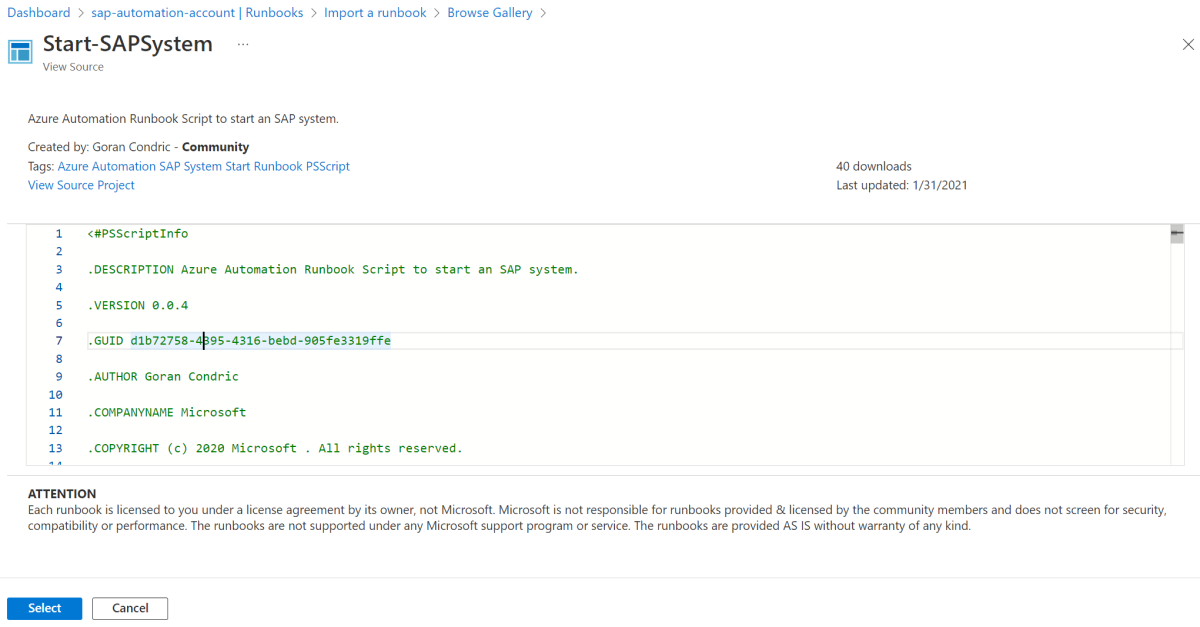 Dashboard > sap-automation-account | Runbooks > Import a runbook > Browse Gallery >
Start-SAPSystem ...
View Source
Azure Automation Runbook Script to start an SAP system.
Created by: Goran Condric - Community
Tags: Azure Automation SAP System Start Runbook PSScript
40 downloads
View Source Project
Last updated: 1/31/2021
1 <#PSScriptInfo
2
3 .DESCRIPTION Azure Automation Runbook Script to start an SAP system.
4
5 .VERSION 0.0.4
6
7 .GUID d1b72758-4395-4316-bebd-905fe3319ffe
8
9 .AUTHOR Goran Condric
10
11 .COMPANYNAME Microsoft
12
13 .COPYRIGHT (c) 2020 Microsoft . All rights reserved.
14
ATTENTION
Each runbook is licensed to you under a license agreement by its owner, not Microsoft. Microsoft is not responsible for runbooks provided & licensed by the community members and does not screen for security,
compatibility or performance. The runbooks are not supported under any Microsoft support program or service. The runbooks are provided AS IS without warranty of any kind.
Select Cancel